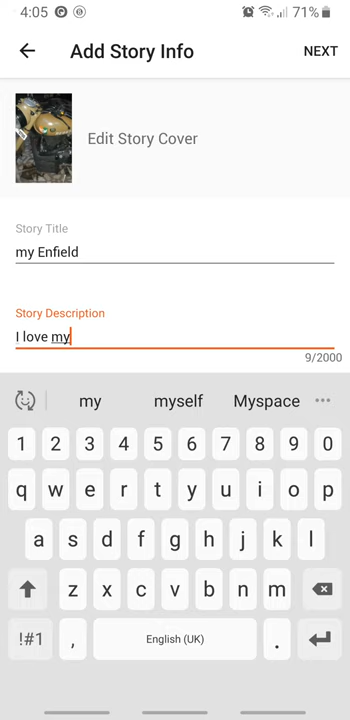 4:05
71%
Add Story Info
NEXT
Edit Story Cover
Story Title
my Enfield
Story Description
I love my
9/2000
my myself Myspace
1 2 3 4 5 6 7 8 9 0
q w e r t y u i o p
a s d f g h j k l
z x c v b n m
!#1 , English (UK) .